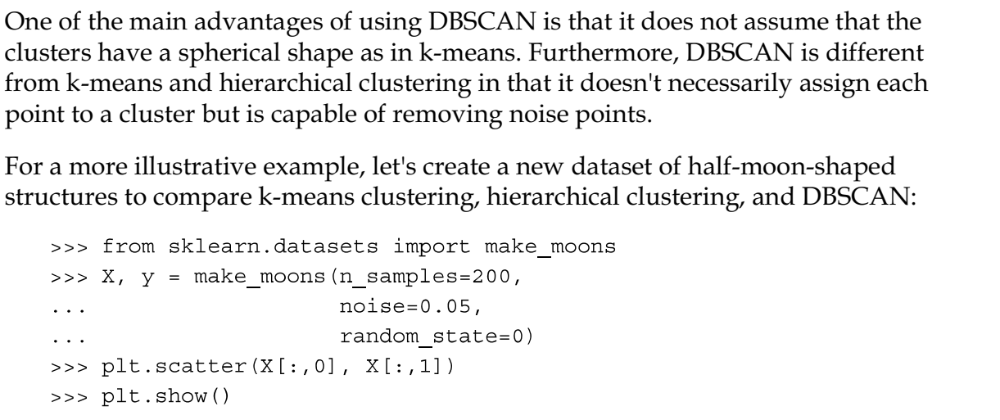 One of the main advantages of using DBSCAN is that it does not assume that the
clusters have a spherical shape as in k-means. Furthermore, DBSCAN is different
from k-means and hierarchical clustering in that it doesn't necessarily assign each
point to a cluster but is capable of removing noise points.
For a more illustrative example, let's create a new dataset of half-moon-shaped
structures to compare k-means clustering, hierarchical clustering, and DBSCAN:
>>> from sklearn.datasets import make_moons
>>> X, y = make_moons(n_samples=200,
...                   noise=0.05,
...                   random_state=0)
>>> plt.scatter(X[:,0], X[:,1])
>>> plt.show()